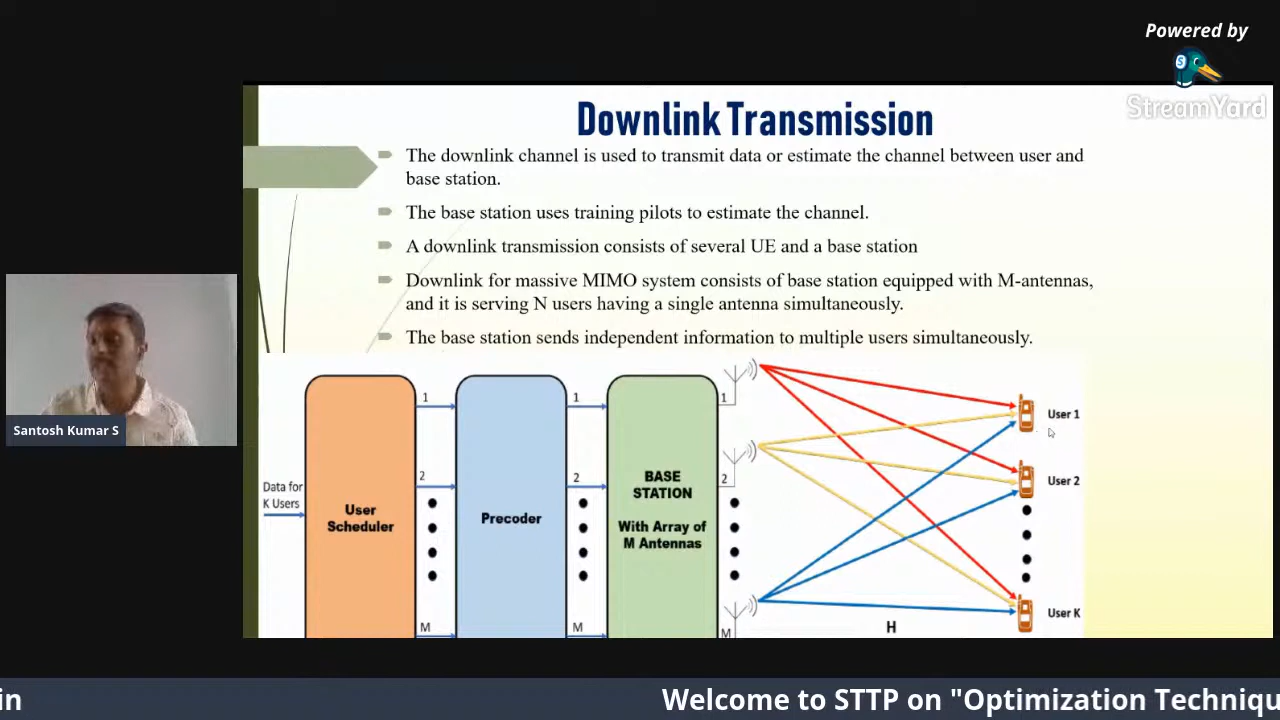 Powered by
S
StreamYard
Downlink Transmission
The downlink channel is used to transmit data or estimate the channel between user and
base station.
The base station uses training pilots to estimate the channel.
A downlink transmission consists of several UE and a base station
Downlink for massive MIMO system consists of base station equipped with M-antennas,
and it is serving N users having a single antenna simultaneously.
The base station sends independent information to multiple users simultaneously.
Data for
K Users
User
Scheduler
1
2
M
Precoder
1
2
M
BASE
STATION
With Array of
M Antennas
1
2
M
H
User 1
User 2
User K
Santosh Kumar S
in
Welcome to STTP on "Optimization Techniqu